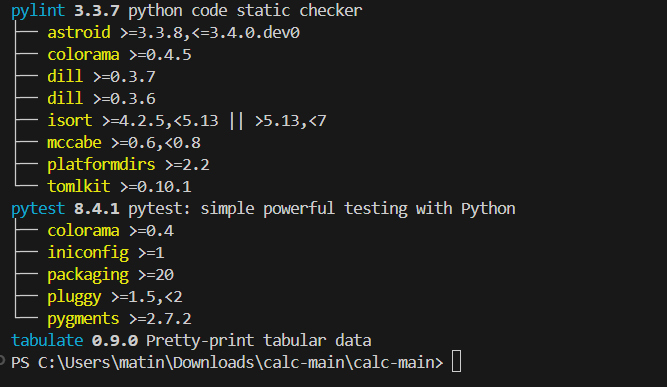 pylint 3.3.7 python code static checker
├── astroid >=3.3.8,<=3.4.0.dev0
├── colorama >=0.4.5
├── dill >=0.3.7
├── dill >=0.3.6
├── isort >=4.2.5,<5.13 || >5.13,<7
├── mccabe >=0.6,<0.8
├── platformdirs >=2.2
└── tomlkit >=0.10.1
pytest 8.4.1 pytest: simple powerful testing with Python
├── colorama >=0.4
├── iniconfig >=1
├── packaging >=20
├── pluggy >=1.5,<2
└── pygments >=2.7.2
tabulate 0.9.0 Pretty-print tabular data
PS C:\Users\matin\Downloads\calc-main\calc-main>